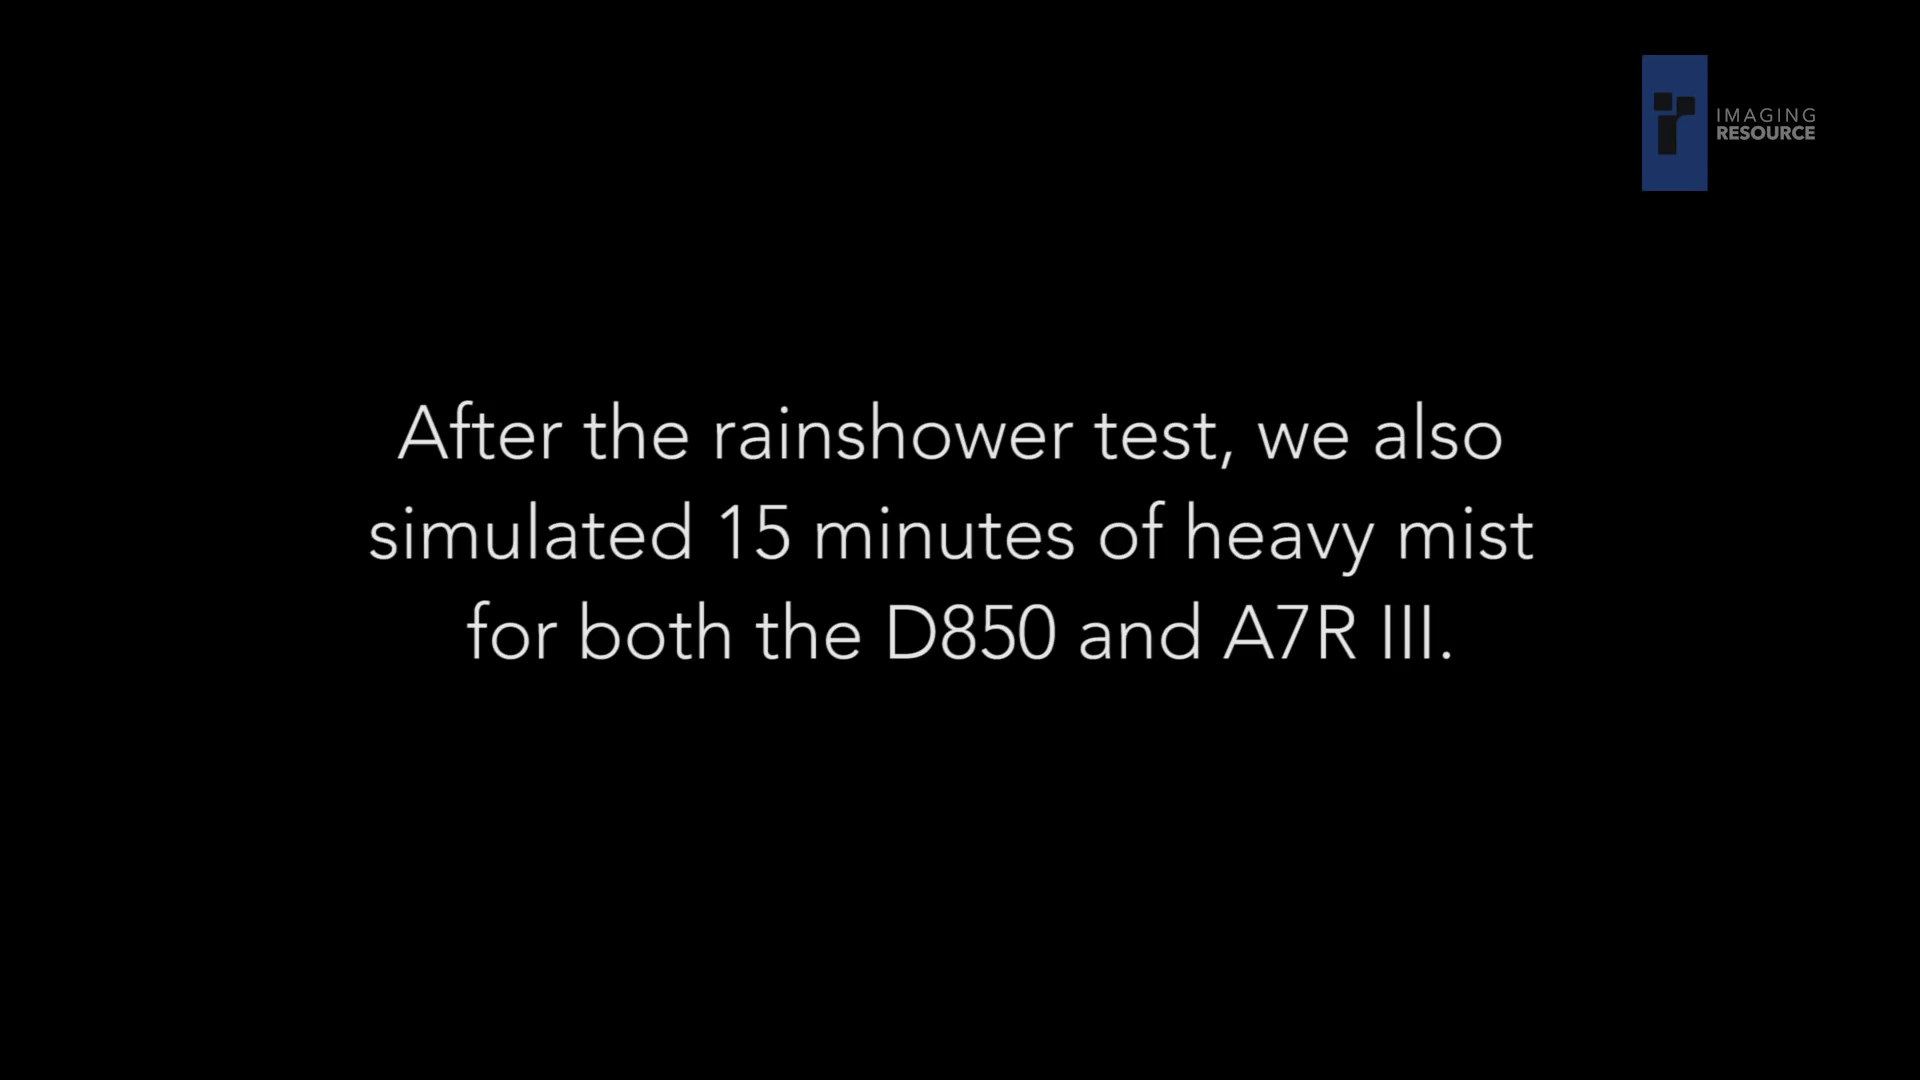 IMAGING
RESOURCE
After the rainshower test, we also
simulated 15 minutes of heavy mist
for both the D850 and A7R III.